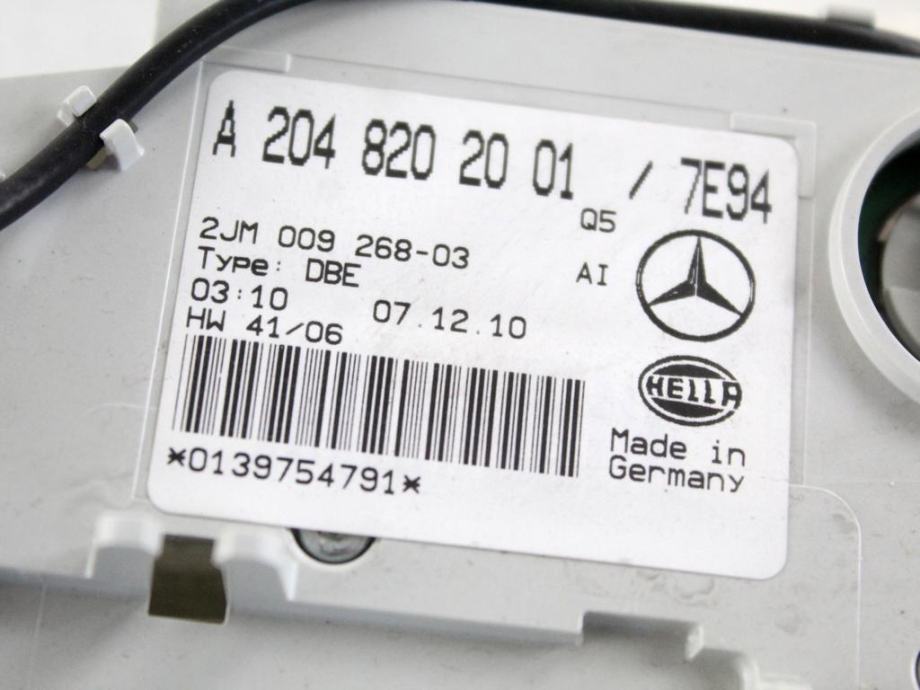 A 204 820 20 01 / 7E94
Q5
2JM 009 268-03
Type: DBE
AI
03:10 07.12.10
HW 41/06
HELLA
*0139754791*
Made in
Germany